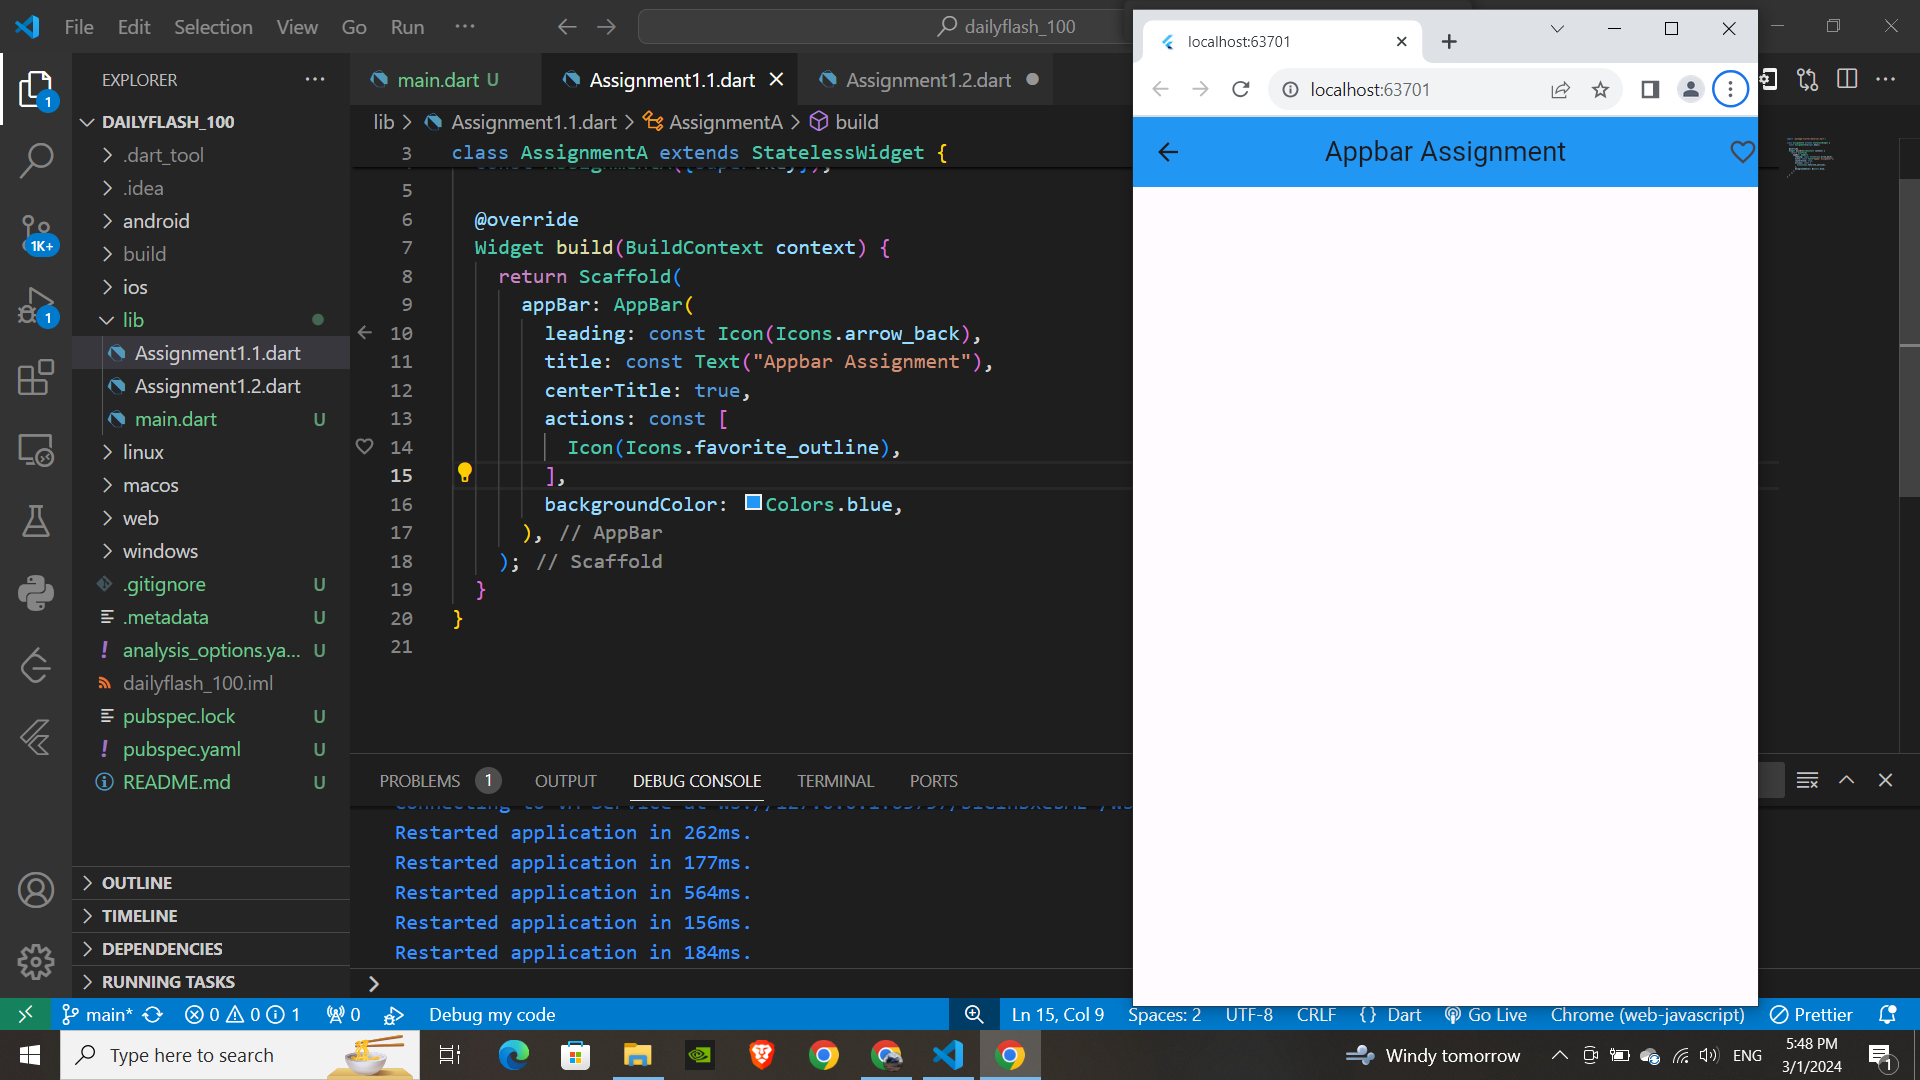 File Edit Selection View Go Run ···
dailyflash_100
EXPLORER
DAILYFLASH_100
.dart_tool
.idea
android
build
ios
lib
Assignment1.1.dart
Assignment1.2.dart
main.dart U
linux
macos
web
windows
.gitignore U
.metadata U
analysis_options.ya... U
dailyflash_100.iml
pubspec.lock U
pubspec.yaml U
README.md U
OUTLINE
TIMELINE
DEPENDENCIES
RUNNING TASKS
1
1K+
1
main.dart U
Assignment1.1.dart
Assignment1.2.dart
lib > Assignment1.1.dart > AssignmentA > build
3 class AssignmentA extends StatelessWidget {
5
6 @override
7 Widget build(BuildContext context) {
8 return Scaffold(
9 appBar: AppBar(
10 leading: const Icon(Icons.arrow_back),
11 title: const Text("Appbar Assignment"),
12 centerTitle: true,
13 actions: const [
14 Icon(Icons.favorite_outline),
15 ],
16 backgroundColor: Colors.blue,
17 ), // AppBar
18 ); // Scaffold
19 }
20 }
21
PROBLEMS 1 OUTPUT DEBUG CONSOLE TERMINAL PORTS
Restarted application in 262ms.
Restarted application in 177ms.
Restarted application in 564ms.
Restarted application in 156ms.
Restarted application in 184ms.
localhost:63701
localhost:63701
Appbar Assignment
main* 0 0 1 0 Debug my code Ln 15, Col 9 Spaces: 2 UTF-8 CRLF {} Dart Go Live Chrome (web-javascript) Prettier
Type here to search
Windy tomorrow
ENG
5:48 PM
3/1/2024
1